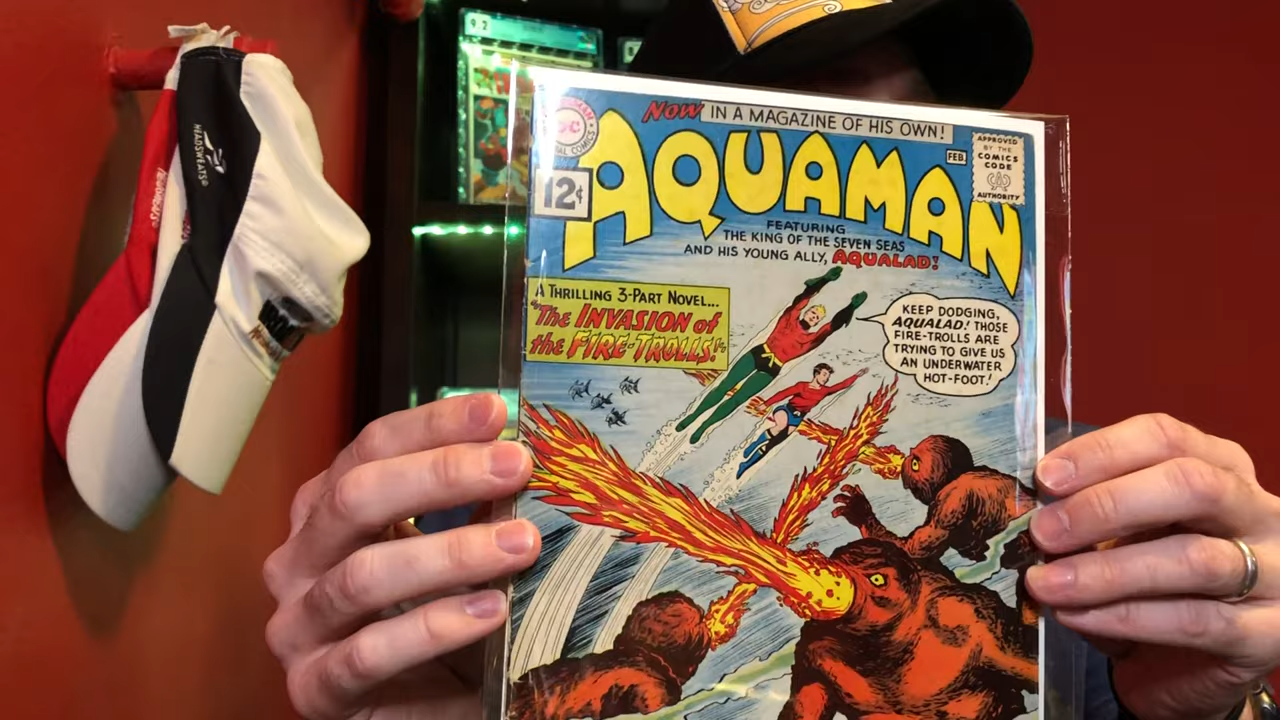 9.2
HEADSWEATS®
NOW IN A MAGAZINE OF HIS OWN!
DC
12¢
AQUAMAN
FEB.
APPROVED
BY THE
COMICS
CODE
AUTHORITY
FEATURING
THE KING OF THE SEVEN SEAS
AND HIS YOUNG ALLY, AQUALAD!
A THRILLING 3-PART NOVEL...
"The INVASION of
the FIRE-TROLLS!"
KEEP DODGING,
AQUALAD! THOSE
FIRE-TROLLS ARE
TRYING TO GIVE US
AN UNDERWATER
HOT-FOOT!